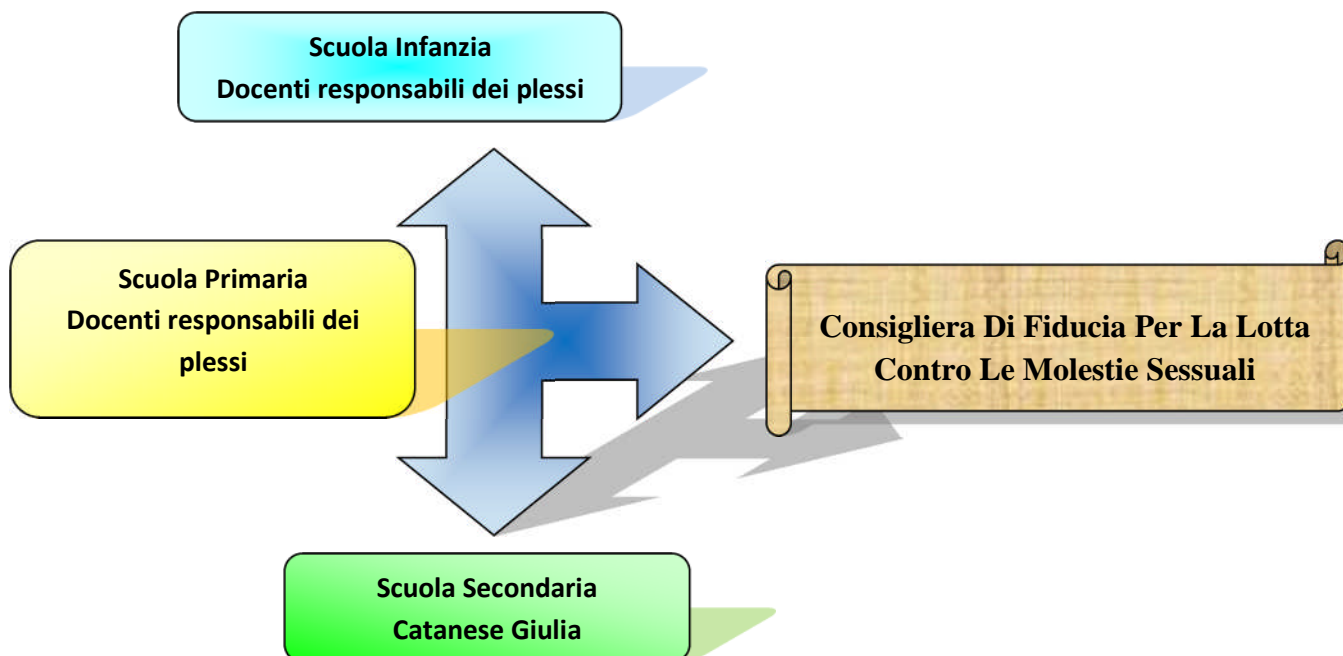 Scuola Infanzia
Docenti responsabili dei plessi
Scuola Primaria
Docenti responsabili dei
plessi
Consigliera Di Fiducia Per La Lotta
Contro Le Molestie Sessuali
Scuola Secondaria
Catanese Giulia